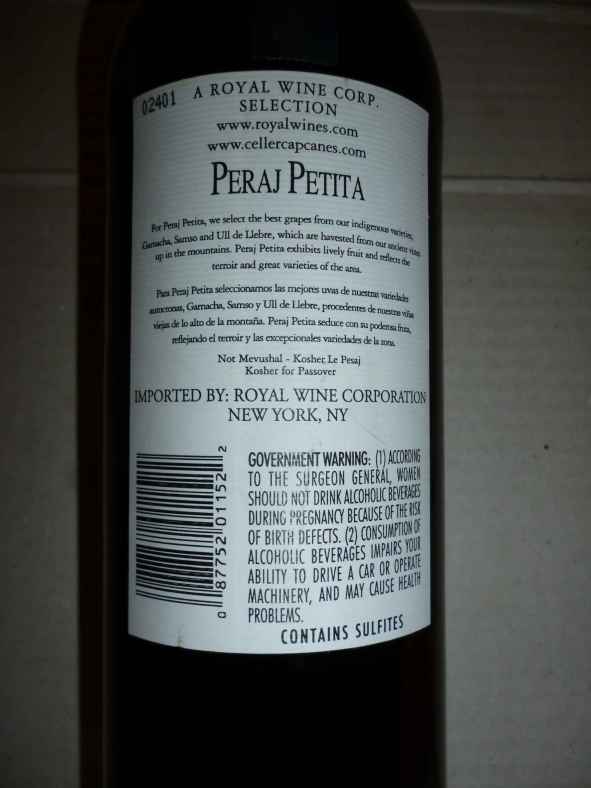 02401
A ROYAL WINE CORP.
SELECTION
www.royalwines.com
www.cellercapcanes.com
PERAJ PETITA
For Peraj Petita, we select the best grapes from our indigenous varieties,
Garnacha, Samso and Ull de Llebre, which are havested from our ancient vines
up in the mountains. Peraj Petita exhibits lively fruit and reflects the
terroir and great varieties of the area.
Para Peraj Petita seleccionamos las mejores uvas de nuestras variedades
autoctonas, Garnacha, Samso y Ull de Llebre, procedentes de nuestras viñas
viejas de lo alto de la montaña. Peraj Petita seduce con su poderosa fruta,
reflejando el terroir y las excepcionales variedades de la zona.
Not Mevushal - Kosher Le Pesaj
Kosher for Passover
IMPORTED BY: ROYAL WINE CORPORATION
NEW YORK, NY
0 87752 01152 2
GOVERNMENT WARNING: (1) ACCORDING
TO THE SURGEON GENERAL, WOMEN
SHOULD NOT DRINK ALCOHOLIC BEVERAGES
DURING PREGNANCY BECAUSE OF THE RISK
OF BIRTH DEFECTS. (2) CONSUMPTION OF
ALCOHOLIC BEVERAGES IMPAIRS YOUR
ABILITY TO DRIVE A CAR OR OPERATE
MACHINERY, AND MAY CAUSE HEALTH
PROBLEMS.
CONTAINS SULFITES